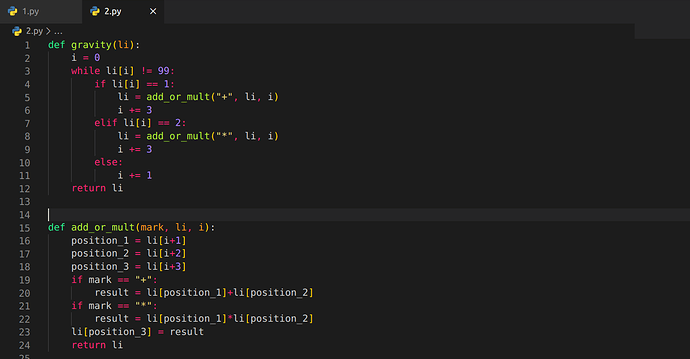 1.py 2.py ×
2.py > ...
1 def gravity(li):
2     i = 0
3     while li[i] != 99:
4         if li[i] == 1:
5             li = add_or_mult("+", li, i)
6             i += 3
7         elif li[i] == 2:
8             li = add_or_mult("*", li, i)
9             i += 3
10         else:
11             i += 1
12     return li
13
14
15 def add_or_mult(mark, li, i):
16     position_1 = li[i+1]
17     position_2 = li[i+2]
18     position_3 = li[i+3]
19     if mark == "+":
20         result = li[position_1]+li[position_2]
21     if mark == "*":
22         result = li[position_1]*li[position_2]
23     li[position_3] = result
24     return li
25